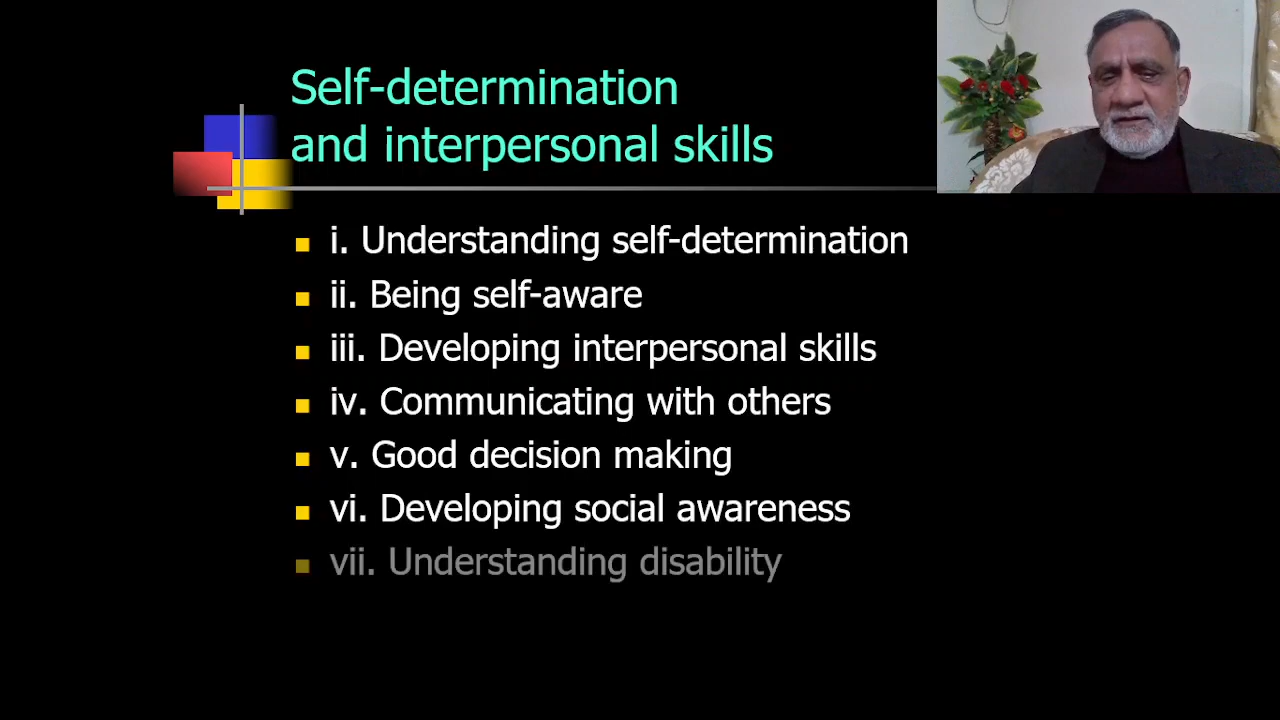 Self-determination
and interpersonal skills
i. Understanding self-determination
ii. Being self-aware
iii. Developing interpersonal skills
iv. Communicating with others
v. Good decision making
vi. Developing social awareness
vii. Understanding disability